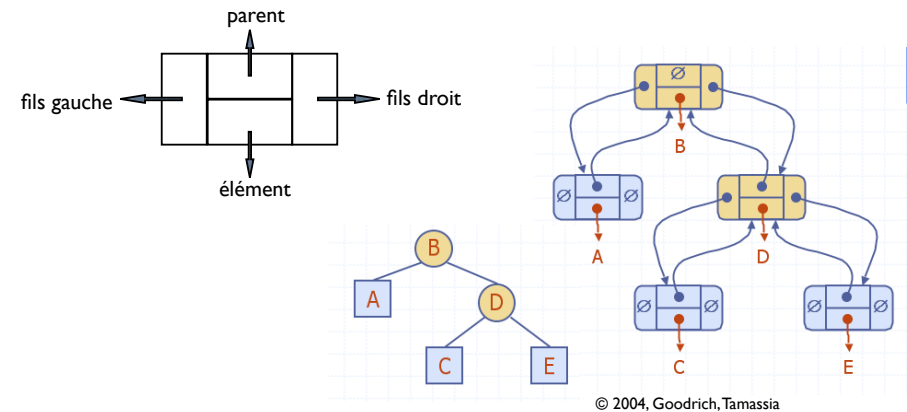 parent
fils gauche
fils droit
élément
∅
B
∅
∅
A
D
∅
∅
C
∅
∅
E
B
A
D
C
E
© 2004, Goodrich, Tamassia